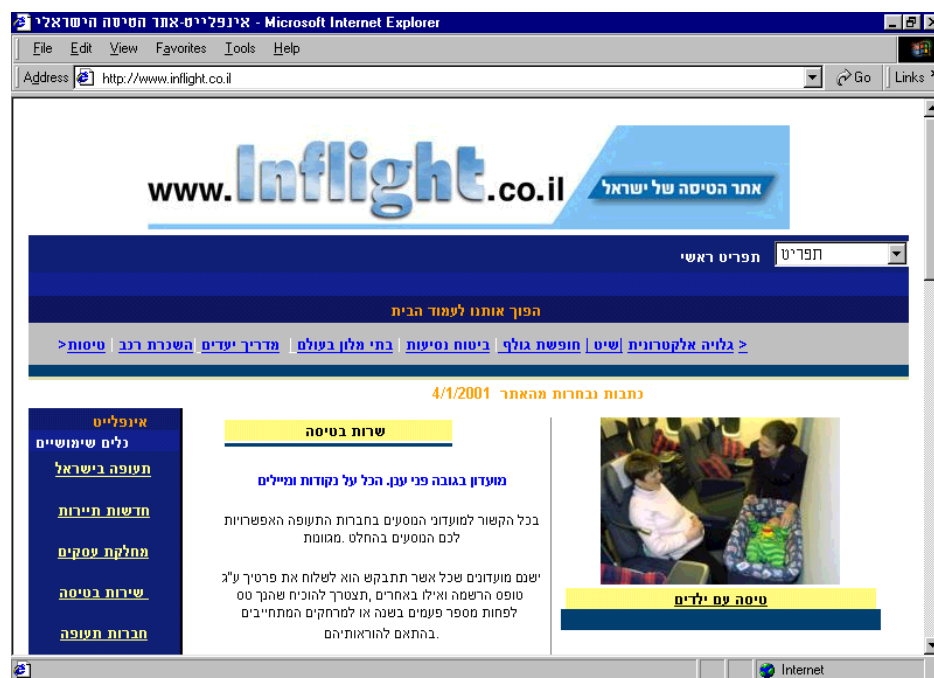 אינפלייט-אתר הטיסה הישראלי - Microsoft Internet Explorer
File Edit View Favorites Tools Help
Address http://www.inflight.co.il Go Links
www.Inflight.co.il
אתר הטיסה של ישראל
תפריט ראשי
תפריט
הפוך אותנו לעמוד הבית
< גלויה אלקטרונית |שיט | חופשת גולף | ביטוח נסיעות | בתי מלון בעולם | מדריך יעדים |השכרת רכב | טיסות<
כתבות נבחרות מהאתר 4/1/2001
אינפלייט
כלים שימושיים
תעופה בישראל
חדשות תיירות
מחלקת עסקים
שירות בטיסה
חברות תעופה
שרות בטיסה
מועדון בגובה פני ענן. הכל על נקודות ומיילים
בכל הקשור למועדוני הנוסעים בחברות התעופה האפשרויות
לכם הנוסעים בהחלט .מגוונות
ישנם מועדונים שכל אשר תתבקש הוא לשלוח את פרטיך ע"ג
טופס הרשמה ואילו באחרים ,תצטרך להוכיח שהנך טס
לפחות מספר פעמים בשנה או למרחקים המתחייבים
בהתאם להוראותיהם.
טיסה עם ילדים
Internet